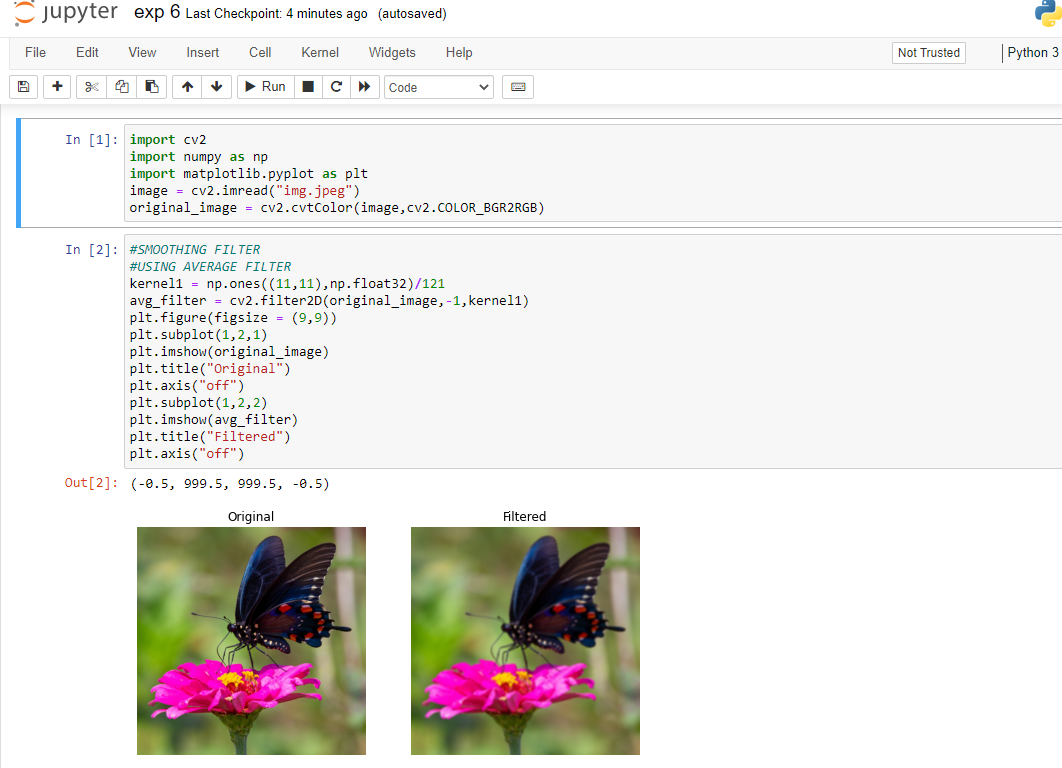 jupyter exp 6 Last Checkpoint: 4 minutes ago (autosaved)
File Edit View Insert Cell Kernel Widgets Help Not Trusted Python 3
Run Code
In [1]: import cv2
import numpy as np
import matplotlib.pyplot as plt
image = cv2.imread("img.jpeg")
original_image = cv2.cvtColor(image,cv2.COLOR_BGR2RGB)
In [2]: #SMOOTHING FILTER
#USING AVERAGE FILTER
kernel1 = np.ones((11,11),np.float32)/121
avg_filter = cv2.filter2D(original_image,-1,kernel1)
plt.figure(figsize = (9,9))
plt.subplot(1,2,1)
plt.imshow(original_image)
plt.title("Original")
plt.axis("off")
plt.subplot(1,2,2)
plt.imshow(avg_filter)
plt.title("Filtered")
plt.axis("off")
Out[2]: (-0.5, 999.5, 999.5, -0.5)
Original Filtered